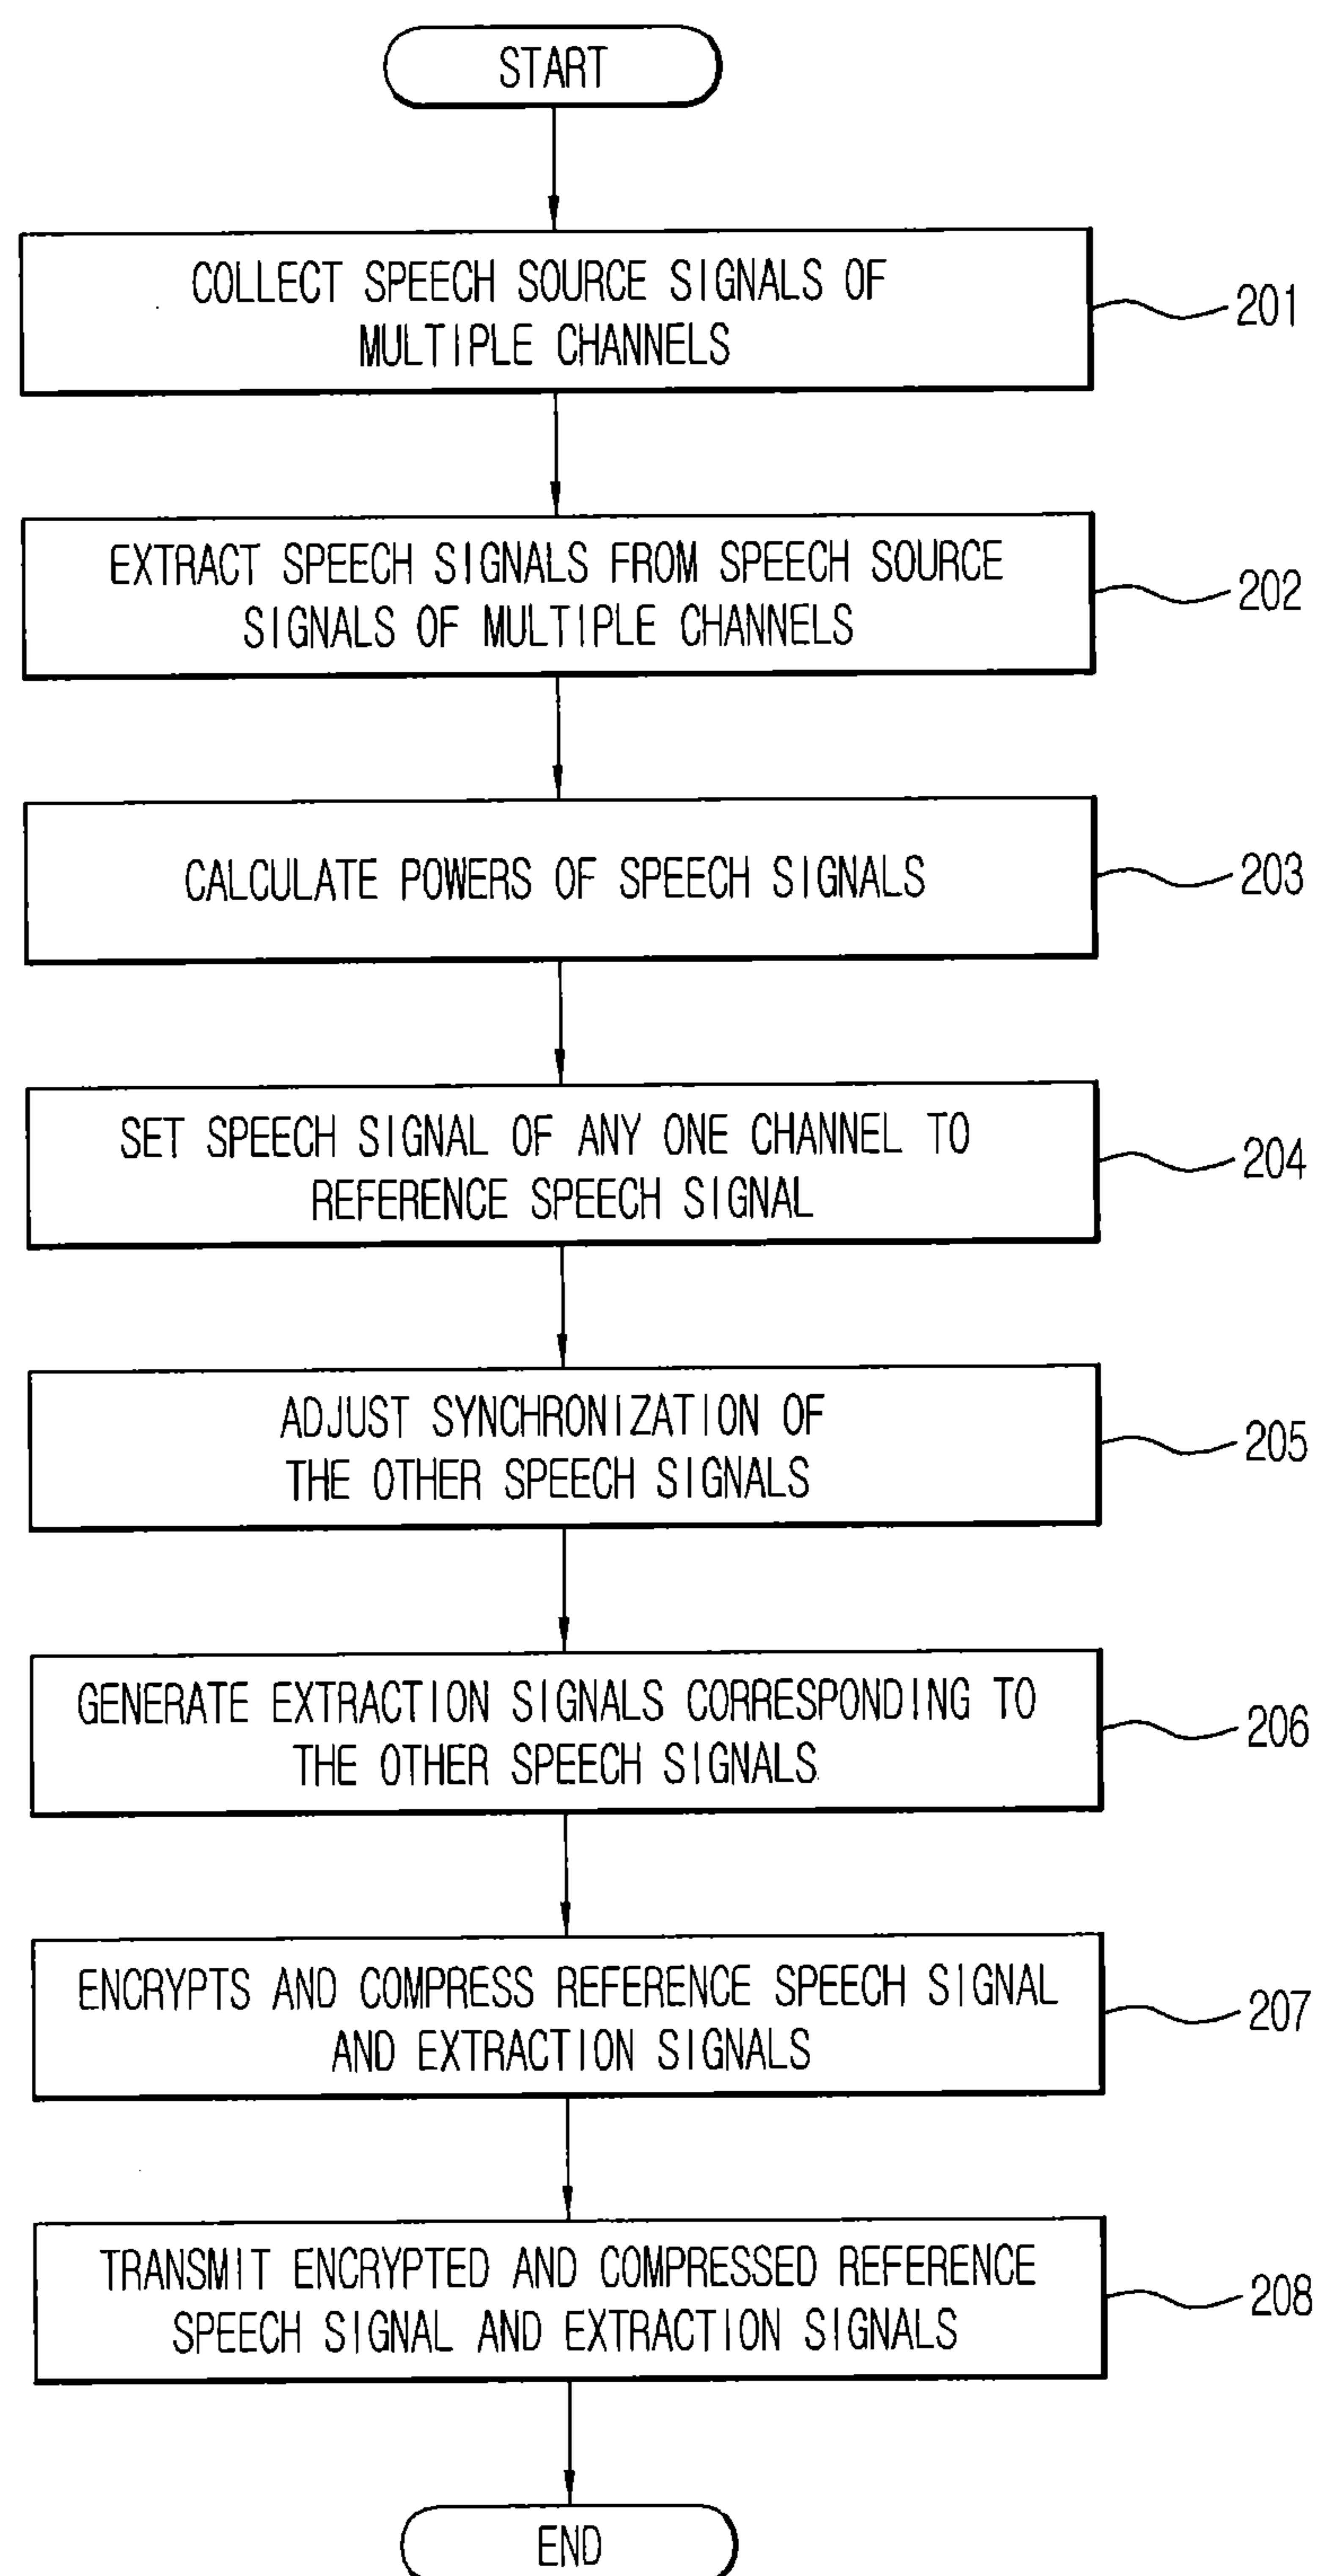 START
COLLECT SPEECH SOURCE SIGNALS OF
MULTIPLE CHANNELS
201
EXTRACT SPEECH SIGNALS FROM SPEECH SOURCE
SIGNALS OF MULTIPLE CHANNELS
202
CALCULATE POWERS OF SPEECH SIGNALS
203
SET SPEECH SIGNAL OF ANY ONE CHANNEL TO
REFERENCE SPEECH SIGNAL
204
ADJUST SYNCHRONIZATION OF
THE OTHER SPEECH SIGNALS
205
GENERATE EXTRACTION SIGNALS CORRESPONDING TO
THE OTHER SPEECH SIGNALS
206
ENCRYPTS AND COMPRESS REFERENCE SPEECH SIGNAL
AND EXTRACTION SIGNALS
207
TRANSMIT ENCRYPTED AND COMPRESSED REFERENCE
SPEECH SIGNAL AND EXTRACTION SIGNALS
208
END